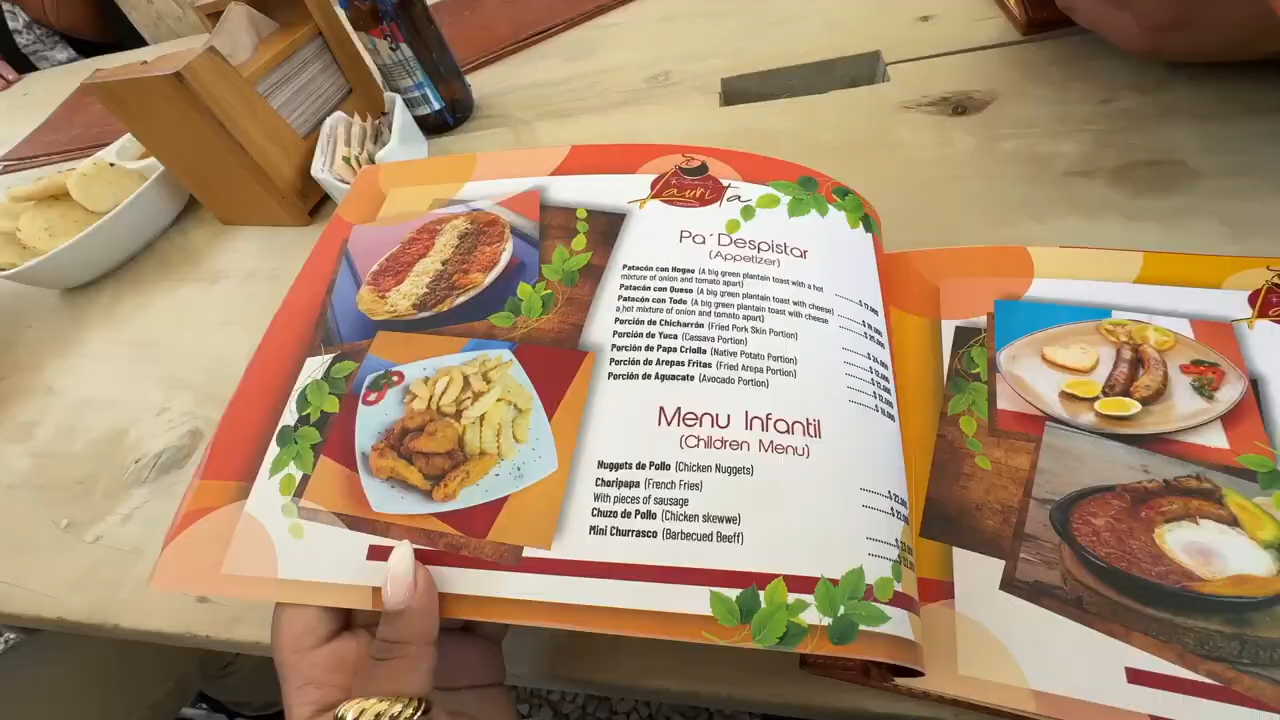 Laurita
Pa´Despistar
(Appetizer)
Patacón con Hogao (A big green plantain toast with a hot
mixture of onion and tomato apart)
Patacón con Queso (A big green plantain toast with cheese)
Patacón con Todo (A big green plantain toast with cheese
a hot mixture of onion and tomato apart)
Porción de Chicharrón (Fried Pork Skin Portion)
Porción de Yuca (Cassava Portion)
Porción de Papa Criolla (Native Potato Portion)
Porción de Arepas Fritas (Fried Arepa Portion)
Porción de Aguacate (Avocado Portion)
Menu Infantil
(Children Menu)
Nuggets de Pollo (Chicken Nuggets)
Choripapa (French Fries)
With pieces of sausage
Chuzo de Pollo (Chicken skewwe)
Mini Churrasco (Barbecued Beeff)